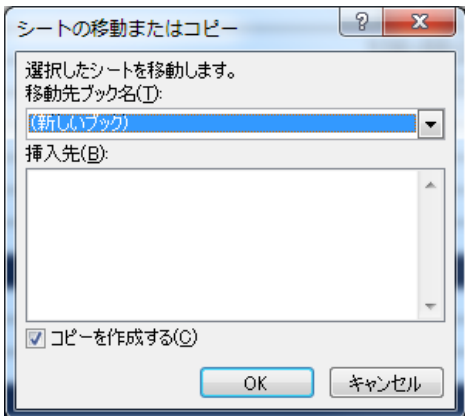 シートの移動またはコピー
選択したシートを移動します。
移動先ブック名(T):
(新しいブック)
挿入先(B):
コピーを作成する(C)
OK キャンセル